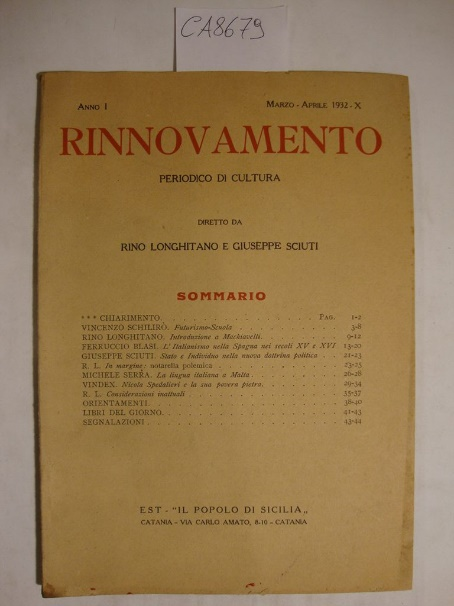 CA8679
ANNO I
MARZO - APRILE 1932 - X
RINNOVAMENTO
PERIODICO DI CULTURA
DIRETTO DA
RINO LONGHITANO E GIUSEPPE SCIUTI
SOMMARIO
*** CHIARIMENTO. PAG. 1-2
VINCENZO SCHILIRÒ. Futurismo-Scuola 3-8
RINO LONGHITANO. Introduzione a Machiavelli. 9-12
FERRUCCIO BLASI. L'Italianismo nella Spagna nei secoli XV e XVI 13-20
GIUSEPPE SCIUTI. Stato e Individuo nella nuova dottrina politica 21-23
R. L. In margine: notarella polemica 23-25
MICHELE SERRA. La lingua italiana a Malta 26-28
VINDEX. Nicola Spedalieri e la sua povera pietra. 29-34
R. L. Considerazioni inattuali 35-37
ORIENTAMENTI. 38-40
LIBRI DEL GIORNO. 41-43
SEGNALAZIONI 43-44
EST - "IL POPOLO DI SICILIA„
CATANIA - VIA CARLO AMATO, 8-10 - CATANIA